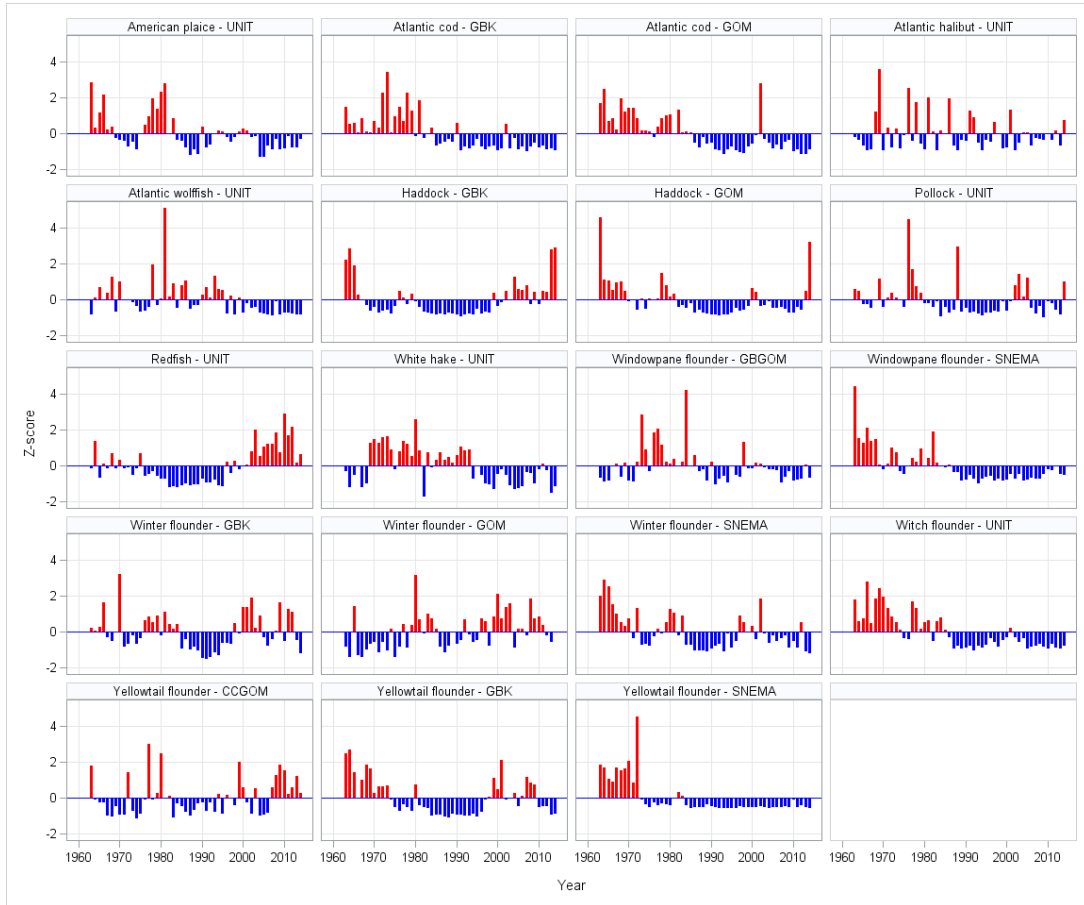 American plaice - UNIT
Atlantic cod - GBK
Atlantic cod - GOM
Atlantic halibut - UNIT
4
2
0
-2
Atlantic wolffish - UNIT
Haddock - GBK
Haddock - GOM
Pollock - UNIT
4
2
0
-2
Redfish - UNIT
White hake - UNIT
Windowpane flounder - GBGOM
Windowpane flounder - SNEMA
4
2
0
-2
Z-score
Winter flounder - GBK
Winter flounder - GOM
Winter flounder - SNEMA
Witch flounder - UNIT
4
2
0
-2
Yellowtail flounder - CCGOM
Yellowtail flounder - GBK
Yellowtail flounder - SNEMA
4
2
0
-2
1960 1970 1980 1990 2000 2010
1960 1970 1980 1990 2000 2010
1960 1970 1980 1990 2000 2010
1960 1970 1980 1990 2000 2010
Year